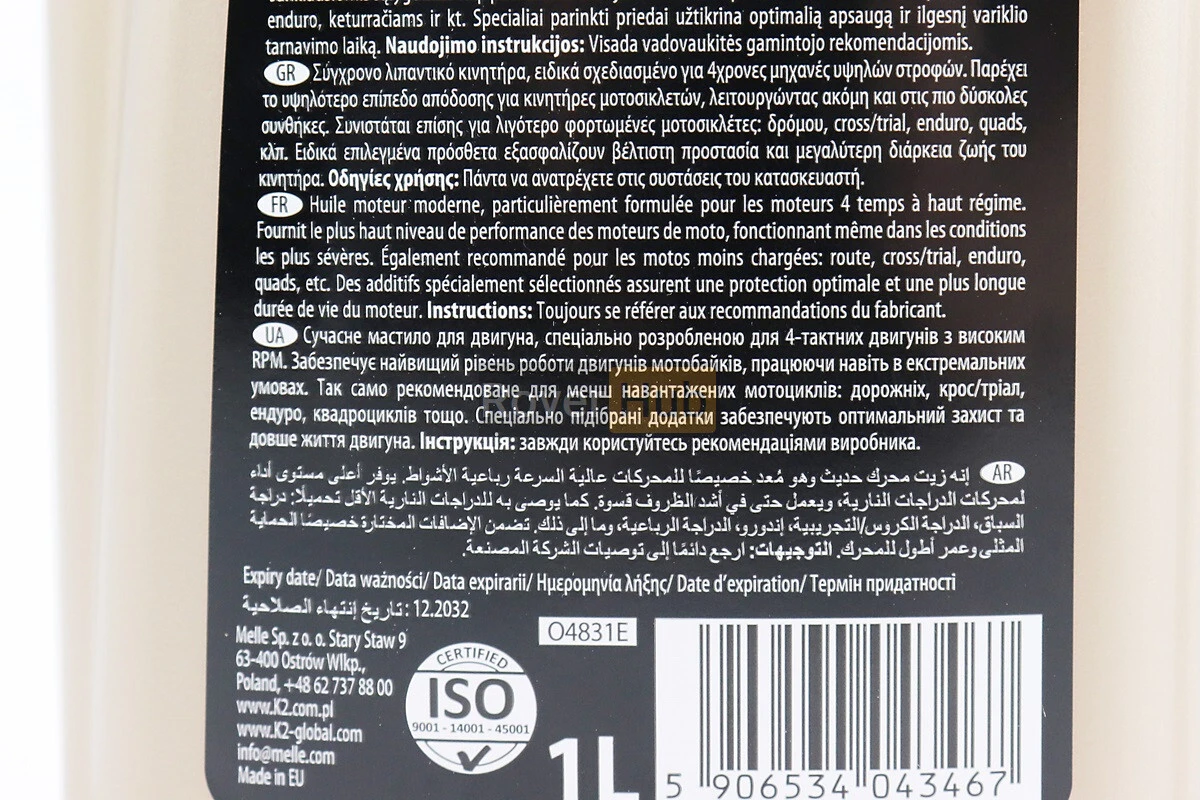 enduro, keturračiams ir kt. Specialiai parinkti priedai užtikrina optimalią apsaugą ir ilgesnį variklio
tarnavimo laiką. Naudojimo instrukcijos: Visada vadovaukitės gamintojo rekomendacijomis.
GR Σύγχρονο λιπαντικό κινητήρα, ειδικά σχεδιασμένο για 4χρονες μηχανές υψηλών στροφών. Παρέχει
το υψηλότερο επίπεδο απόδοσης για κινητήρες μοτοσικλετών, λειτουργώντας ακόμη και στις πιο δύσκολες
συνθήκες. Συνιστάται επίσης για λιγότερο φορτωμένες μοτοσικλέτες: δρόμου, cross/trial, enduro, quads,
κλπ. Ειδικά επιλεγμένα πρόσθετα εξασφαλίζουν βέλτιστη προστασία και μεγαλύτερη διάρκεια ζωής του
κινητήρα. Οδηγίες χρήσης: Πάντα να ανατρέχετε στις συστάσεις του κατασκευαστή.
FR Huile moteur moderne, particulièrement formulée pour les moteurs 4 temps à haut régime.
Fournit le plus haut niveau de performance des moteurs de moto, fonctionnant même dans les conditions
les plus sévères. Également recommandé pour les motos moins chargées: route, cross/trial, enduro,
quads, etc. Des additifs spécialement sélectionnés assurent une protection optimale et une plus longue
durée de vie du moteur. Instructions: Toujours se référer aux recommandations du fabricant.
UA Сучасне мастило для двигуна, спеціально розробленою для 4-тактних двигунів з високим
RPM. Забезпечує найвищий рівень роботи двигунів мотобайків, працюючи навіть в екстремальних
умовах. Так само рекомендоване для менш навантажених мотоциклів: дорожніх, крос/тріал,
ендуро, квадроциклів тощо. Спеціально підібрані додатки забезпечують оптимальний захист та
довше життя двигуна. Інструкція: завжди користуйтесь рекомендаціями виробника.
AR إنه زيت محرك حديث وهو مُعد خصيصًا للمحركات عالية السرعة رباعية الأشواط. يوفر أعلى مستوى أداء
لمحركات الدراجات النارية، ويعمل حتى في أشد الظروف قسوة. كما يوصى به للدراجات النارية الأقل تحميلًا: دراجة
السباق، الدراجة الكروس/التجريبية، اندورو، الدراجة الرباعية، وما إلى ذلك. تضمن الإضافات المختارة خصيصًا الحماية
المثلى وعمر أطول للمحرك. التوجيهات: ارجع دائمًا إلى توصيات الشركة المصنعة.
Expiry date/ Data ważności/ Data expirarii/ Ημερομηνία λήξης/ Date d'expiration/ Термін придатності
تاريخ إنتهاء الصلاحية : 12.2032
Melle Sp. z o. o. Stary Staw 9
63-400 Ostrów Wlkp.,
Poland, +48 62 737 88 00
www.K2.com.pl
www.K2-global.com
info@melle.com
Made in EU
CERTIFIED
ISO
9001 - 14001 - 45001
O4831E
1L
5 906534 043467
Rover Hub